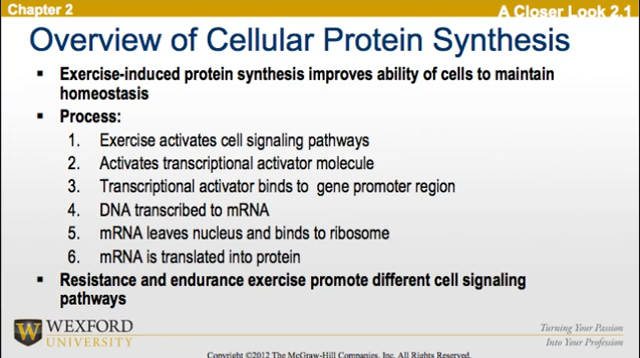 Chapter 2
A Closer Look 2.1
Overview of Cellular Protein Synthesis
▪ Exercise-induced protein synthesis improves ability of cells to maintain
homeostasis
▪ Process:
1. Exercise activates cell signaling pathways
2. Activates transcriptional activator molecule
3. Transcriptional activator binds to gene promoter region
4. DNA transcribed to mRNA
5. mRNA leaves nucleus and binds to ribosome
6. mRNA is translated into protein
▪ Resistance and endurance exercise promote different cell signaling
pathways
W WEXFORD
UNIVERSITY
Turning Your Passion
Into Your Profession
Copyright ©2012 The McGraw-Hill Companies, Inc. All Rights Reserved.